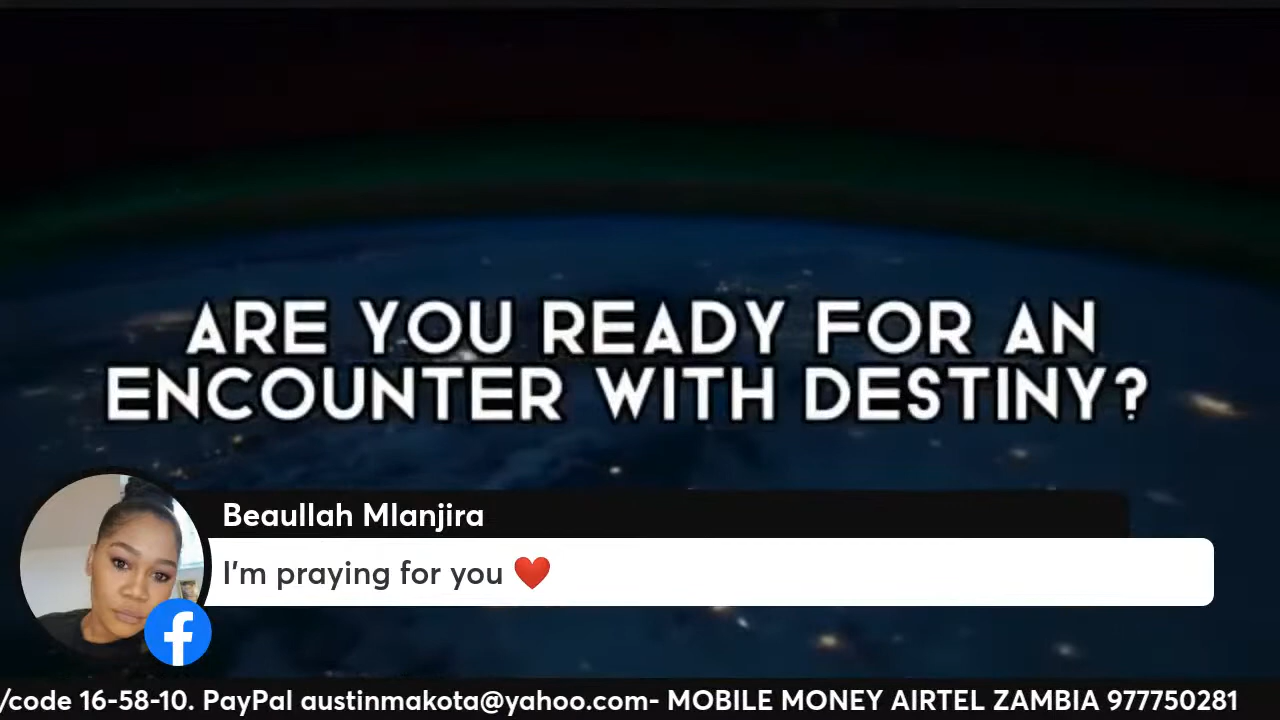 ARE YOU READY FOR AN
ENCOUNTER WITH DESTINY?
Beaullah Mlanjira
I'm praying for you ❤️
/code 16-58-10. PayPal austinmakota@yahoo.com- MOBILE MONEY AIRTEL ZAMBIA 977750281